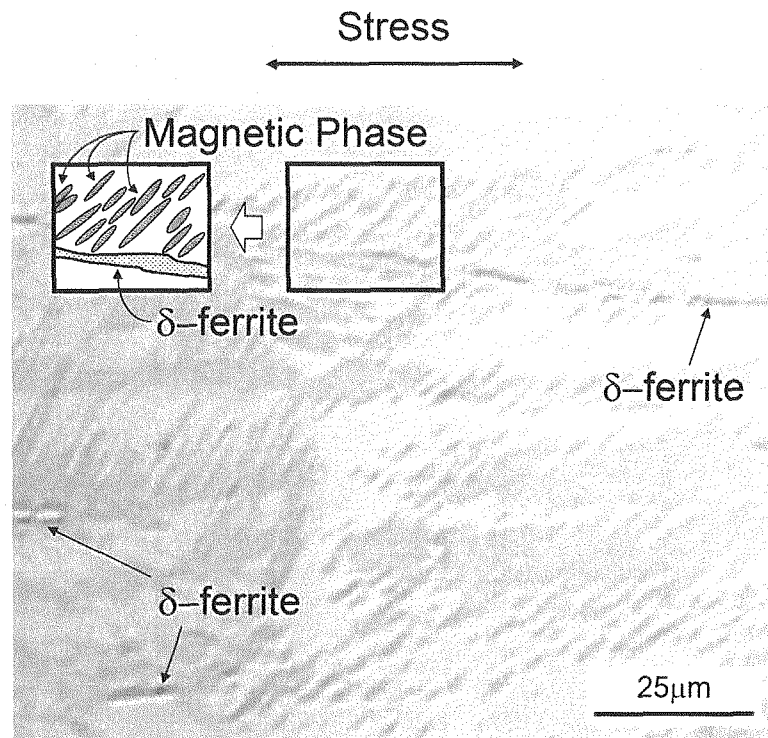 Stress
Magnetic Phase
δ–ferrite
δ–ferrite
δ–ferrite
25μm